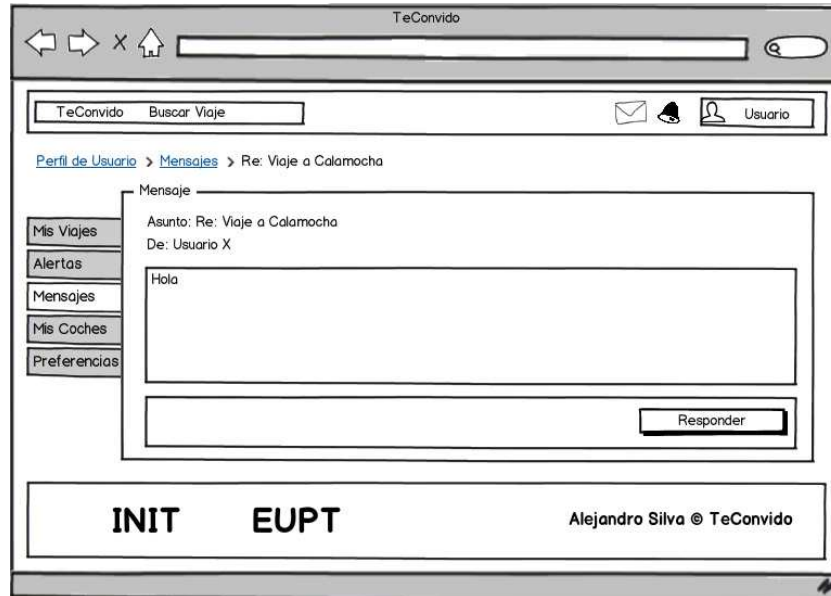 TeConvido
TeConvido Buscar Viaje
Usuario
Perfil de Usuario > Mensajes > Re: Viaje a Calamocha
Mensaje
Asunto: Re: Viaje a Calamocha
De: Usuario X
Mis Viajes
Alertas
Mensajes
Mis Coches
Preferencias
Hola
Responder
INIT EUPT Alejandro Silva © TeConvido